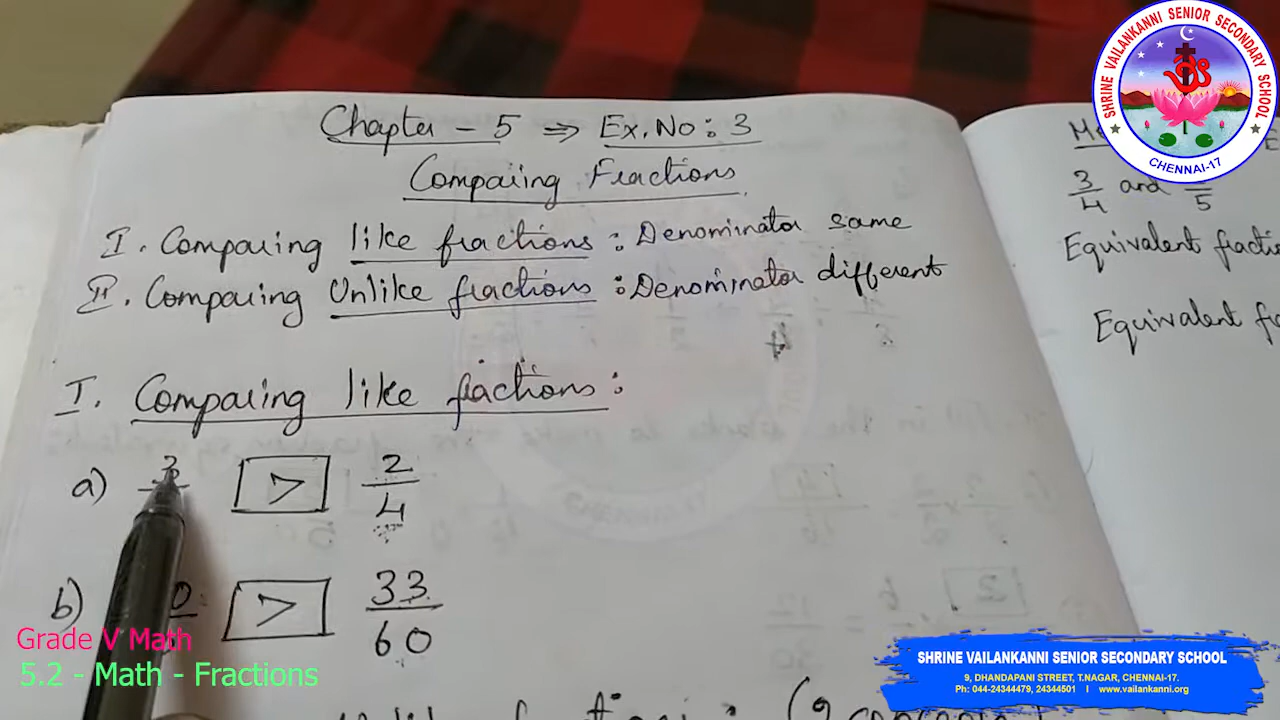 Chapter - 5 ⇒ Ex. No: 3
Comparing Fractions
I. Comparing like fractions : Denominator same
II. Comparing Unlike fractions : Denominator different
I. Comparing like fractions :
a) 3 > 2/4
b) > 33/60
3/4 and /5
Equivalent
Equivalent
SHRINE VAILANKANNI SENIOR SECONDARY SCHOOL
CHENNAI-17
Grade V Math
5.2 - Math - Fractions
SHRINE VAILANKANNI SENIOR SECONDARY SCHOOL
9, DHANDAPANI STREET, T.NAGAR, CHENNAI-17.
Ph: 044-24344479, 24344501 I www.vailankanni.org